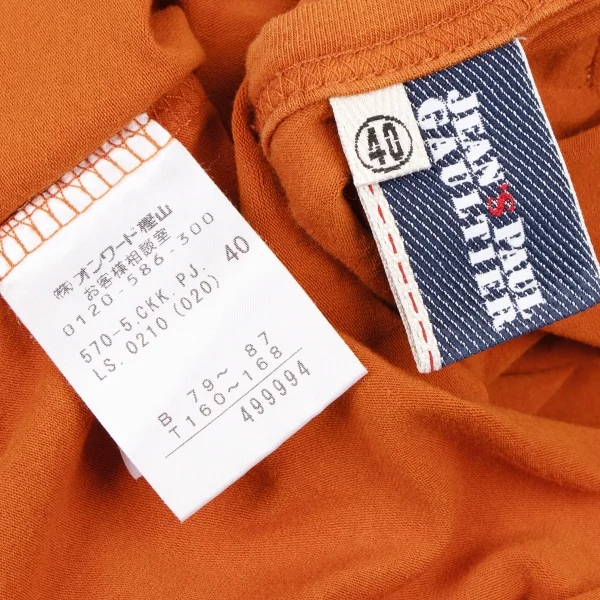 ㈱オンワード樫山
お客様相談室
0120-586-300
40
570-5.CKK.PJ.
LS.0210 (020)
B 79～ 87
T 160～168
499994
40
JEAN'S PAUL
GAULTIER